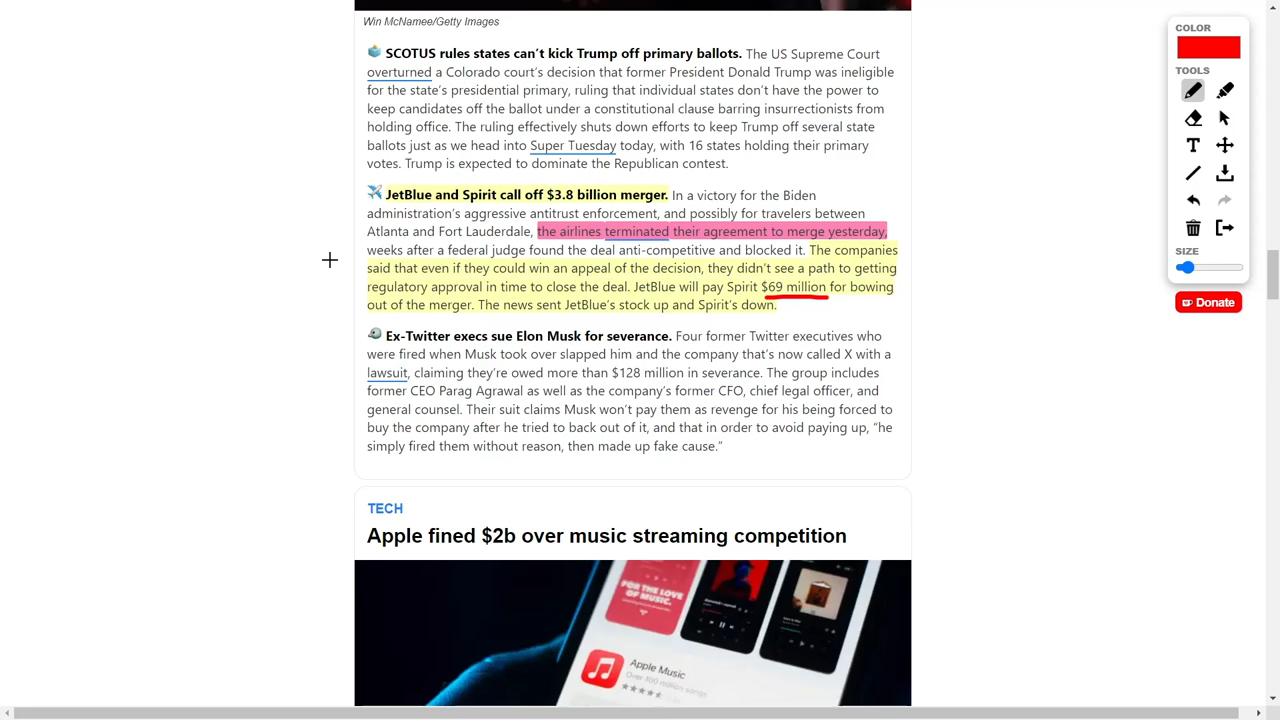 Win McNamee/Getty Images
SCOTUS rules states can't kick Trump off primary ballots. The US Supreme Court
overturned a Colorado court's decision that former President Donald Trump was ineligible
for the state's presidential primary, ruling that individual states don't have the power to
keep candidates off the ballot under a constitutional clause barring insurrectionists from
holding office. The ruling effectively shuts down efforts to keep Trump off several state
ballots just as we head into Super Tuesday today, with 16 states holding their primary
votes. Trump is expected to dominate the Republican contest.
JetBlue and Spirit call off $3.8 billion merger. In a victory for the Biden
administration's aggressive antitrust enforcement, and possibly for travelers between
Atlanta and Fort Lauderdale, the airlines terminated their agreement to merge yesterday,
weeks after a federal judge found the deal anti-competitive and blocked it. The companies
said that even if they could win an appeal of the decision, they didn't see a path to getting
regulatory approval in time to close the deal. JetBlue will pay Spirit $69 million for bowing
out of the merger. The news sent JetBlue's stock up and Spirit's down.
Ex-Twitter execs sue Elon Musk for severance. Four former Twitter executives who
were fired when Musk took over slapped him and the company that's now called X with a
lawsuit, claiming they're owed more than $128 million in severance. The group includes
former CEO Parag Agrawal as well as the company's former CFO, chief legal officer, and
general counsel. Their suit claims Musk won't pay them as revenge for his being forced to
buy the company after he tried to back out of it, and that in order to avoid paying up, "he
simply fired them without reason, then made up fake cause."
TECH
Apple fined $2b over music streaming competition
FOR THE LOVE
OF MUSIC.
Apple Music
Over 100 million songs
COLOR
TOOLS
T
SIZE
Donate